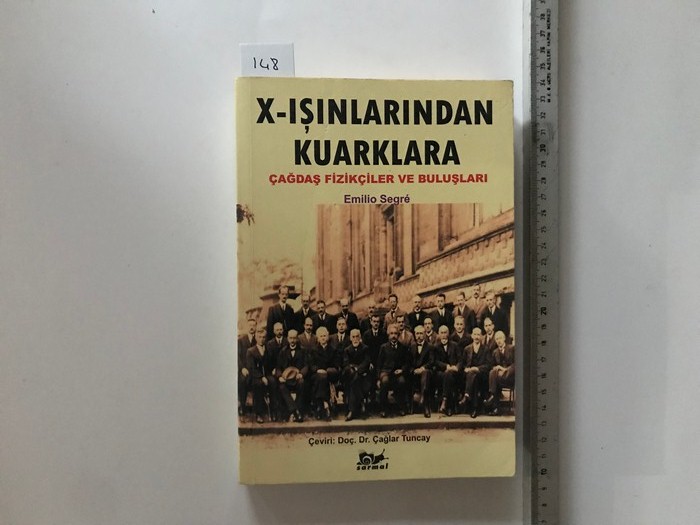 148
X-IŞINLARINDAN
KUARKLARA
ÇAĞDAŞ FİZİKÇİLER VE BULUŞLARI
Emilio Segré
Çeviri: Doç. Dr. Çağlar Tuncay
sarmal